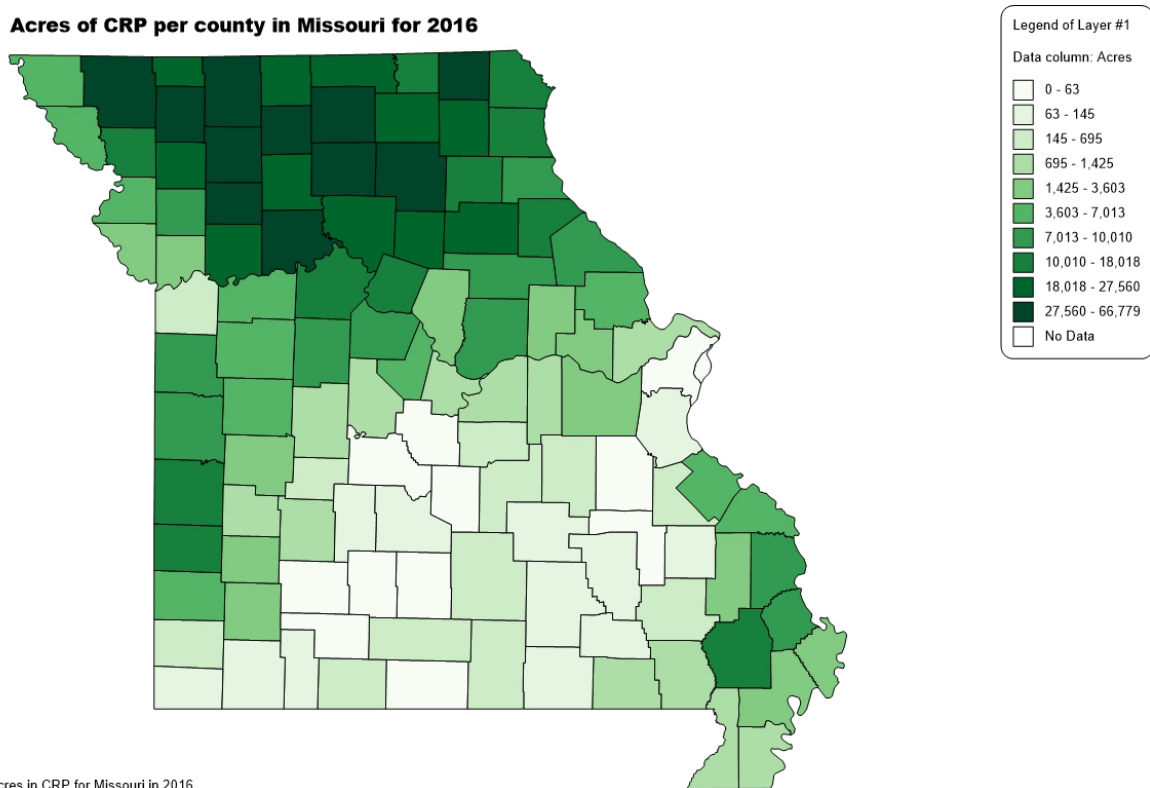 Acres of CRP per county in Missouri for 2016
Legend of Layer #1
Data column: Acres
0 - 63
63 - 145
145 - 695
695 - 1,425
1,425 - 3,603
3,603 - 7,013
7,013 - 10,010
10,010 - 18,018
18,018 - 27,560
27,560 - 66,779
No Data
cres in CRP for Missouri in 2016